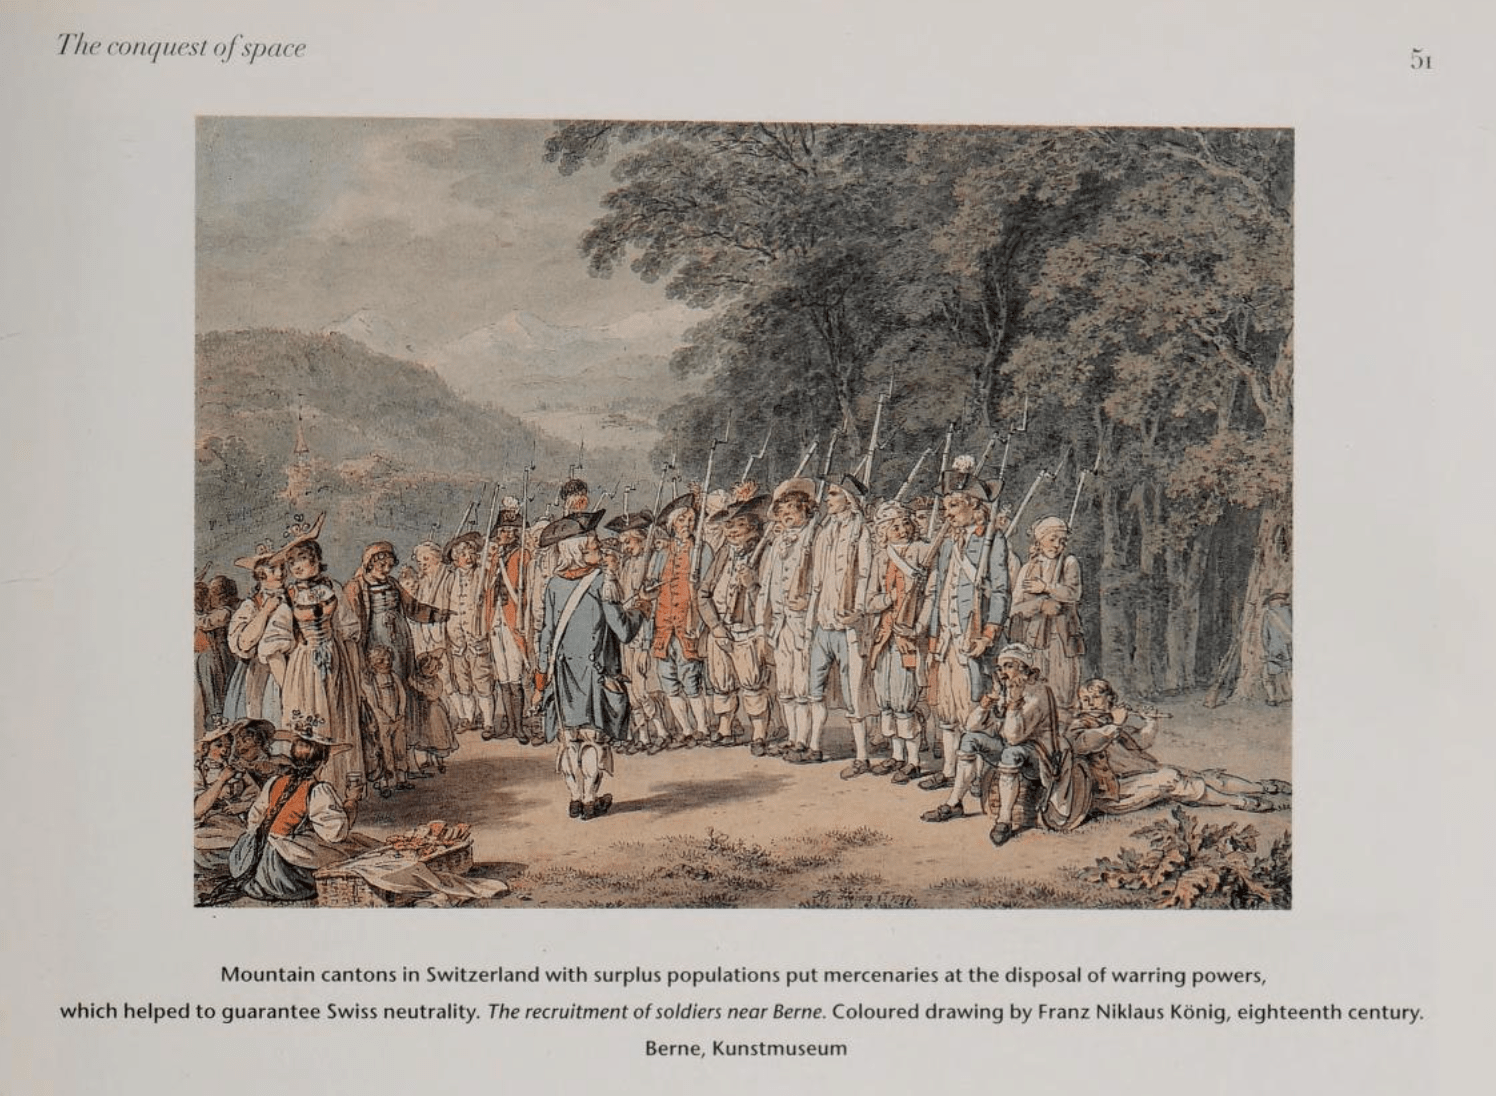 The conquest of space
51
Mountain cantons in Switzerland with surplus populations put mercenaries at the disposal of warring powers,
which helped to guarantee Swiss neutrality. The recruitment of soldiers near Berne. Coloured drawing by Franz Niklaus König, eighteenth century.
Berne, Kunstmuseum